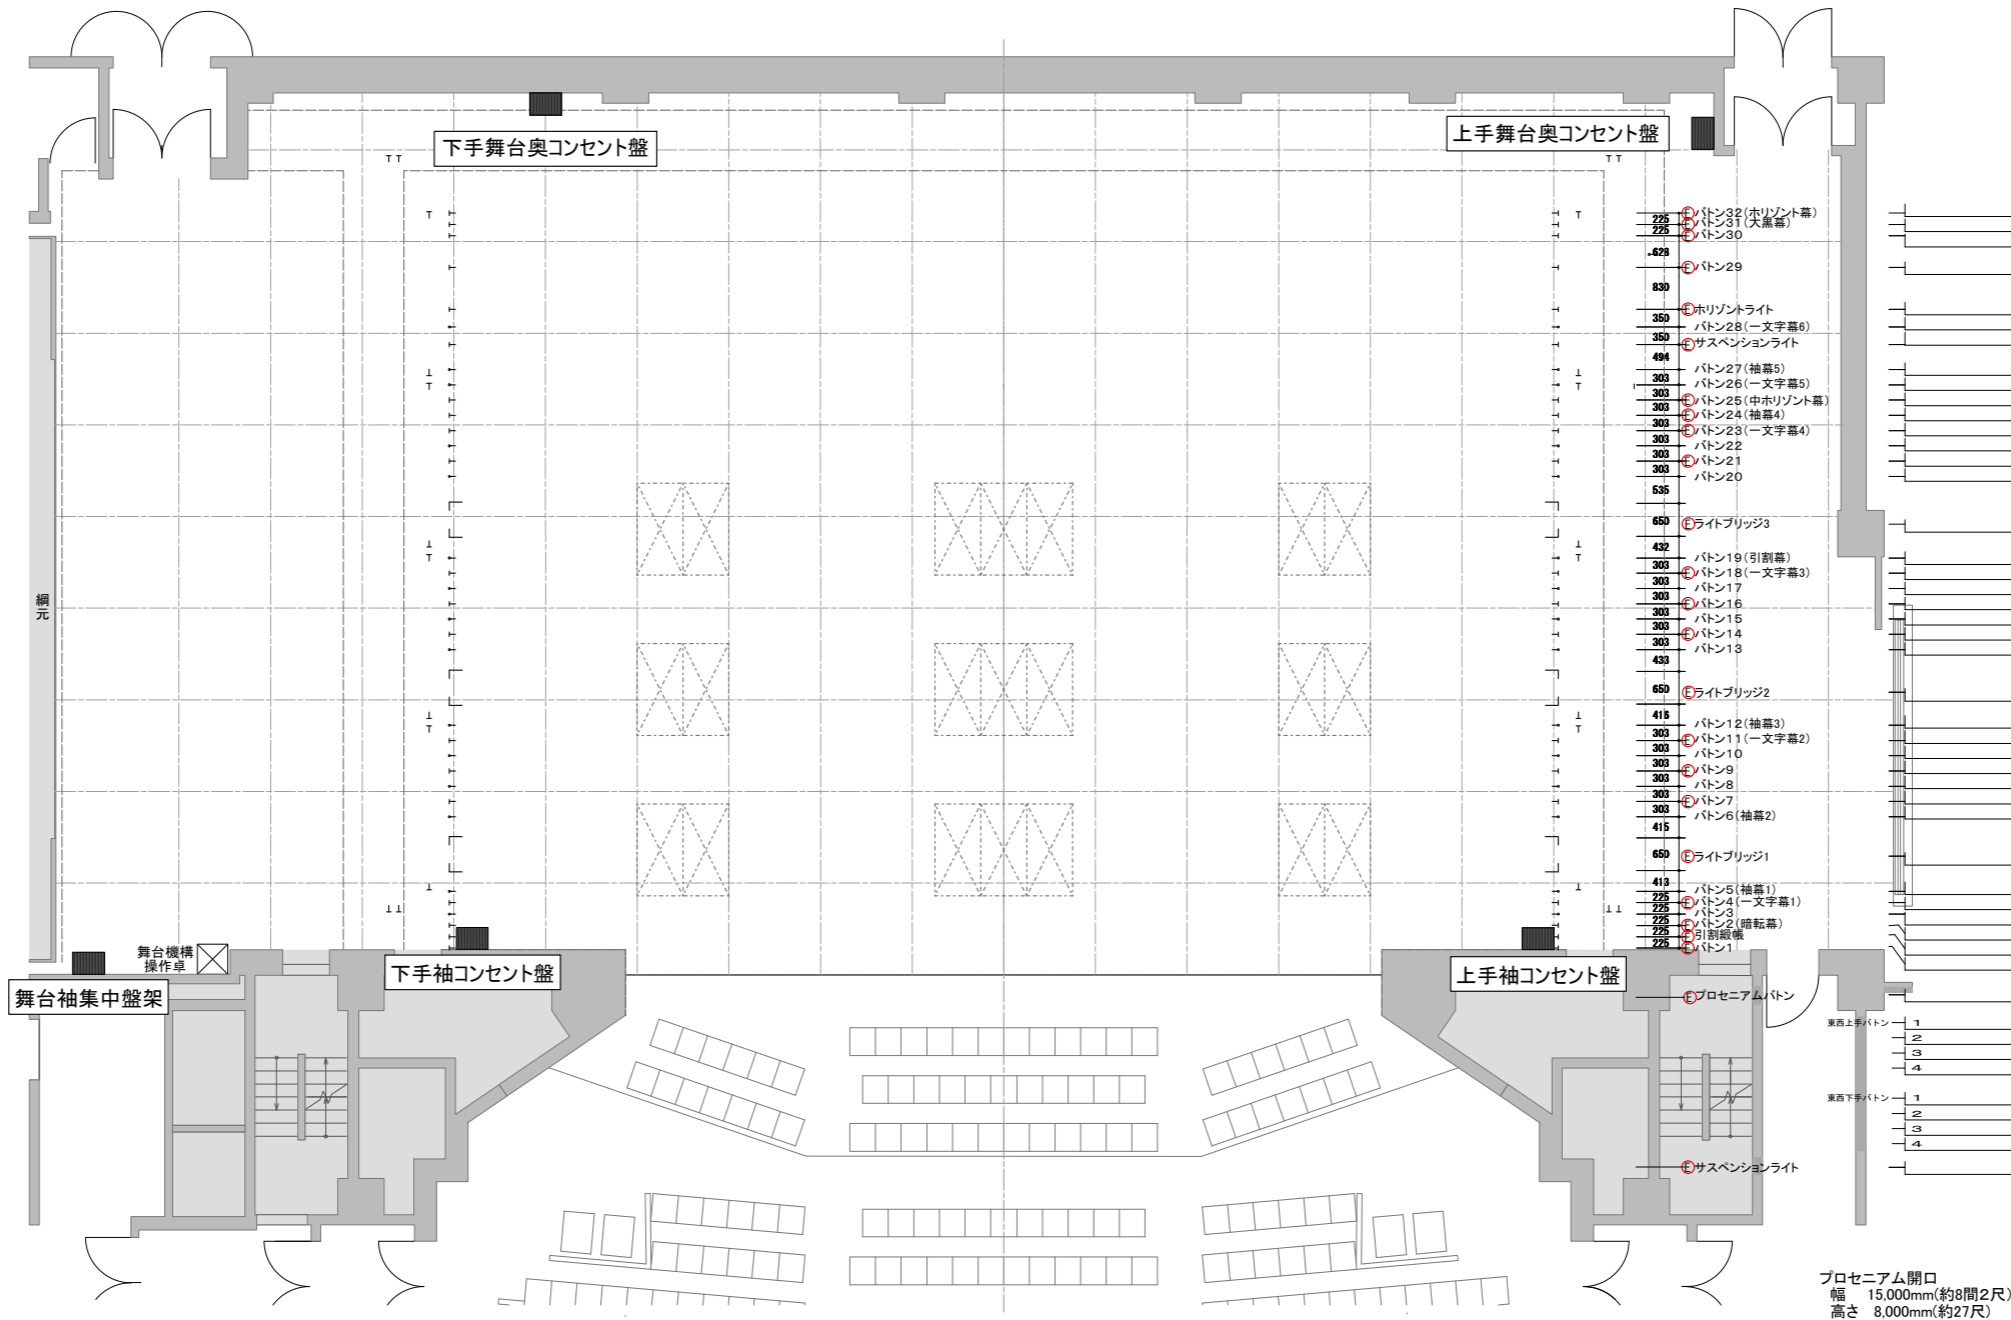 下手舞台奥コンセント盤
上手舞台奥コンセント盤
バトン32(ホリゾント幕)
225
バトン31(大黒幕)
225
バトン30
628
バトン29
830
ホリゾントライト
350
バトン28(一文字幕6)
350
サスペンションライト
494
バトン27(袖幕5)
303
バトン26(一文字幕5)
303
バトン25(中ホリゾント幕)
303
バトン24(袖幕4)
303
バトン23(一文字幕4)
303
バトン22
303
バトン21
303
バトン20
535
650
ライトブリッジ3
432
バトン19(引割幕)
303
バトン18(一文字幕3)
303
バトン17
303
バトン16
303
バトン15
303
バトン14
303
バトン13
433
650
ライトブリッジ2
415
バトン12(袖幕3)
303
バトン11(一文字幕2)
303
バトン10
303
バトン9
303
バトン8
303
バトン7
303
バトン6(袖幕2)
415
650
ライトブリッジ1
413
バトン5(袖幕1)
225
バトン4(一文字幕1)
225
バトン3
225
バトン2(暗転幕)
225
引割緞帳
225
バトン1
綱元
舞台機構
操作卓
舞台袖集中盤架
下手袖コンセント盤
上手袖コンセント盤
プロセニアムバトン
東西上手バトン 1
2
3
4
東西下手バトン 1
2
3
4
サスペンションライト
プロセニアム開口
幅 15,000mm(約8間2尺)
高さ 8,000mm(約27尺)